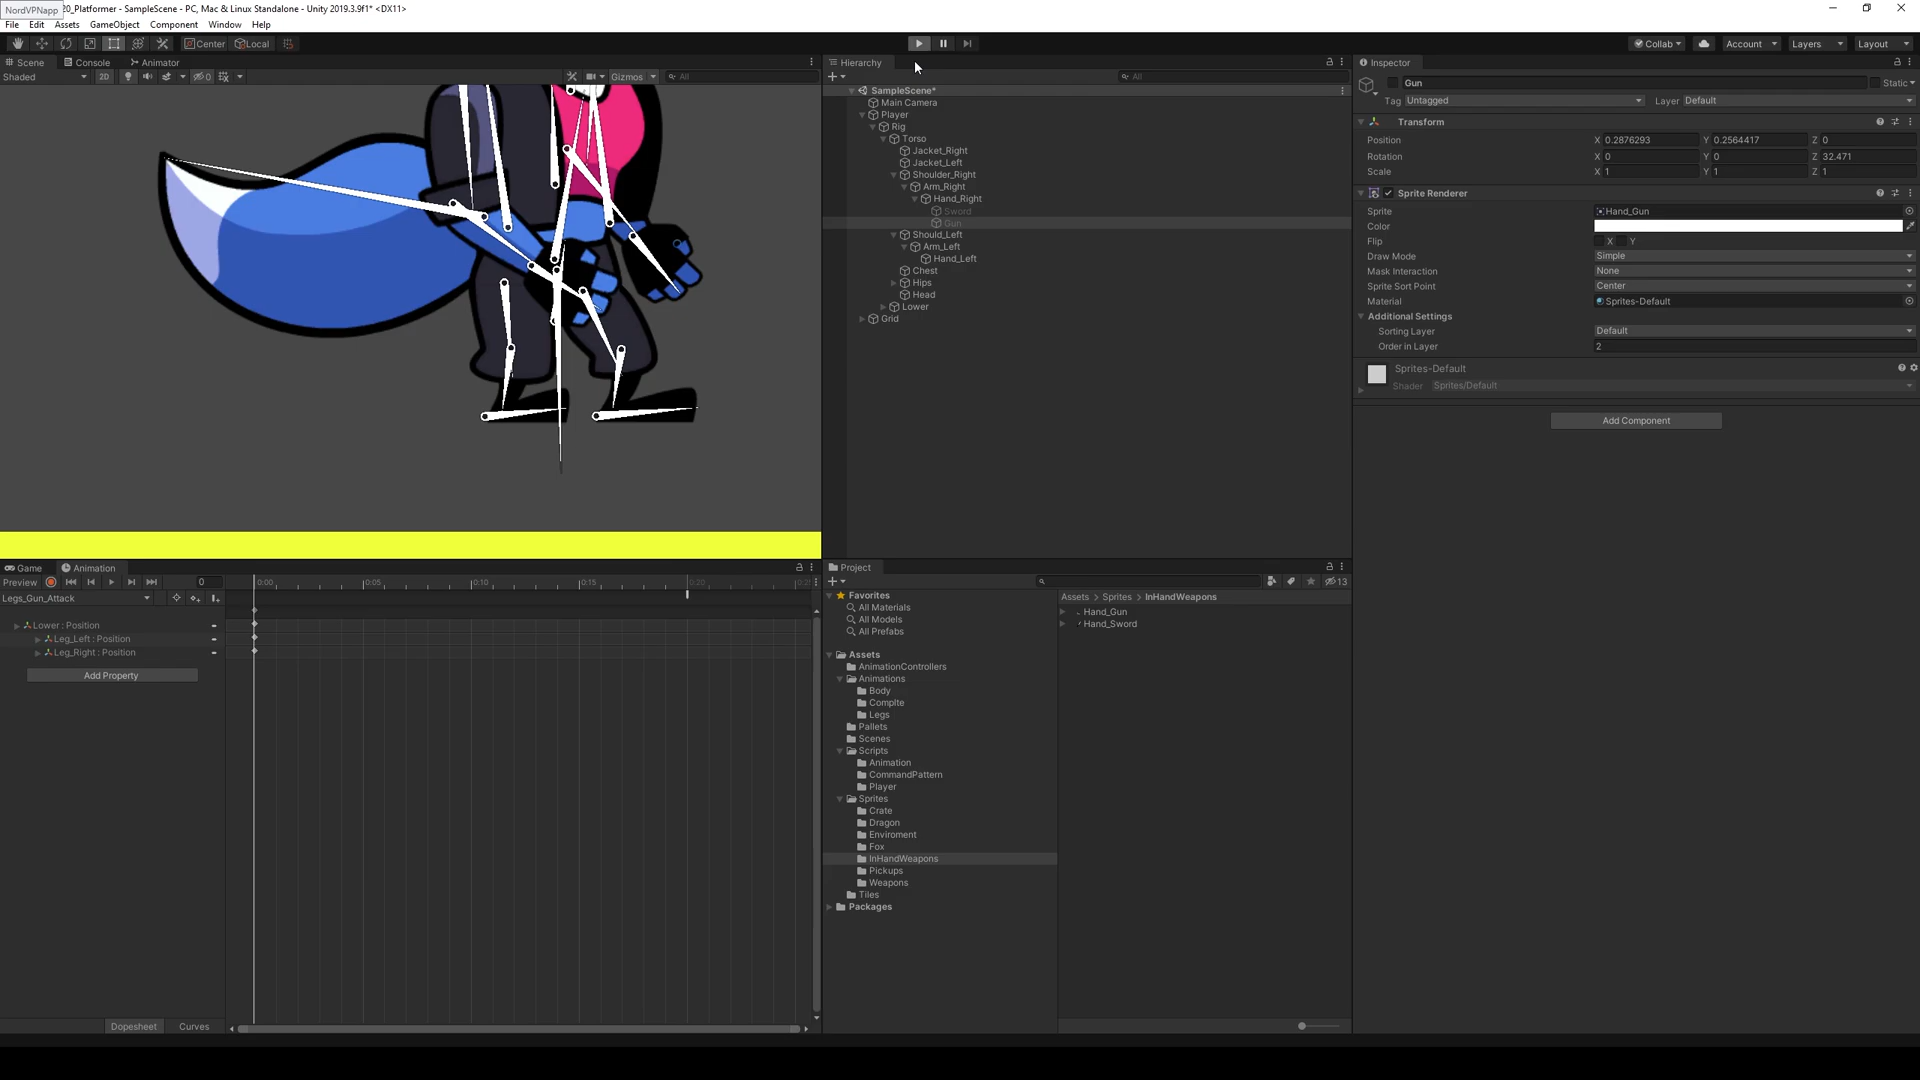 NordVPNapp
20_Platformer - SampleScene - PC, Mac & Linux Standalone - Unity 2019.3.9f1* <DX11>
File Edit Assets GameObject Component Window Help
Center Local
Collab Account Layers Layout
Scene Console Animator
Shaded 2D 0 Gizmos All
Hierarchy
All
SampleScene*
Main Camera
Player
Rig
Torso
Jacket_Right
Jacket_Left
Shoulder_Right
Arm_Right
Hand_Right
Sword
Gun
Should_Left
Arm_Left
Hand_Left
Chest
Hips
Head
Lower
Grid
Inspector
Gun Static
Tag Untagged Layer Default
Transform
Position X 0.2876293 Y 0.2564417 Z 0
Rotation X 0 Y 0 Z 32.471
Scale X 1 Y 1 Z 1
Sprite Renderer
Sprite Hand_Gun
Color
Flip X Y
Draw Mode Simple
Mask Interaction None
Sprite Sort Point Center
Material Sprites-Default
Additional Settings
Sorting Layer Default
Order in Layer 2
Sprites-Default
Shader Sprites/Default
Add Component
Game Animation
Preview 0 0:00 0:05 0:10 0:15 0:20
Legs_Gun_Attack
Lower : Position
Leg_Left : Position
Leg_Right : Position
Add Property
Dopesheet Curves
Project
13
Favorites
All Materials
All Models
All Prefabs
Assets
AnimationControllers
Animations
Body
Complte
Legs
Pallets
Scenes
Scripts
Animation
CommandPattern
Player
Sprites
Crate
Dragon
Enviroment
Fox
InHandWeapons
Pickups
Weapons
Tiles
Packages
Assets Sprites InHandWeapons
Hand_Gun
Hand_Sword